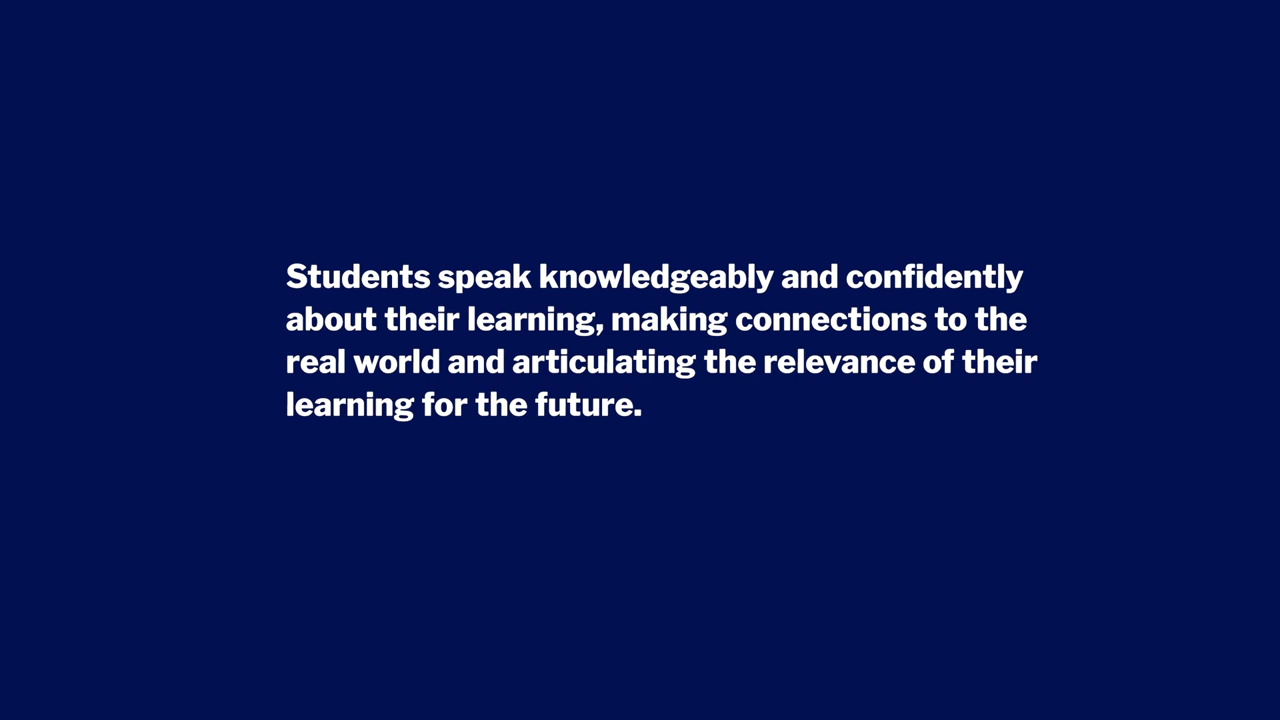 Students speak knowledgeably and confidently
about their learning, making connections to the
real world and articulating the relevance of their
learning for the future.